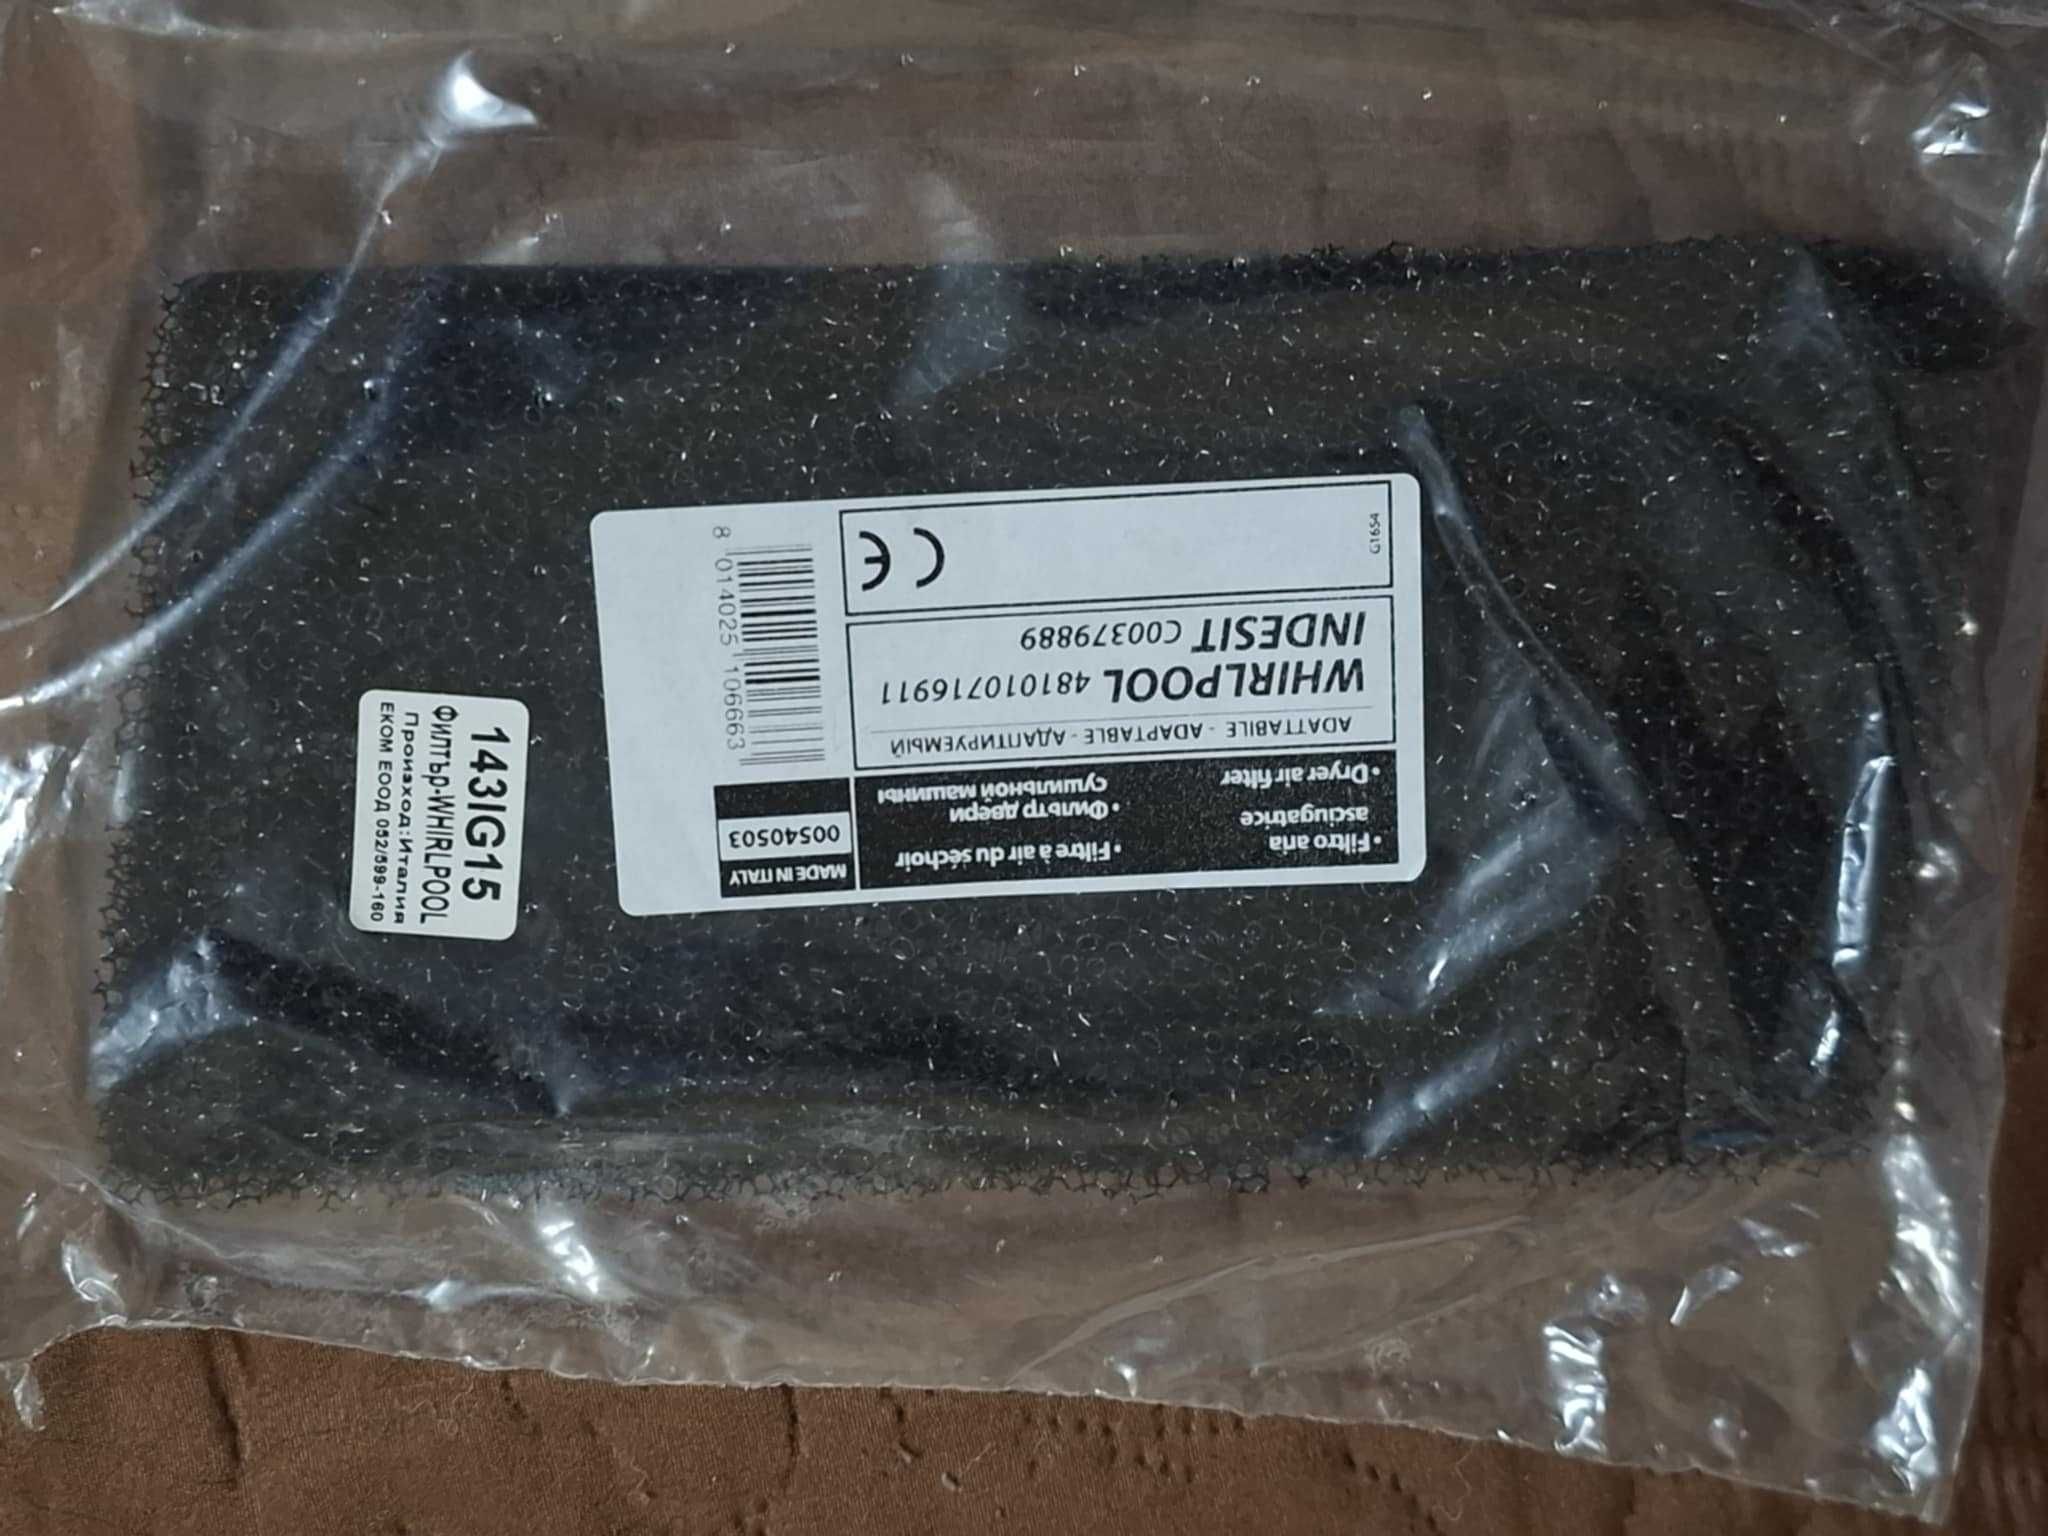 • Filtro aria
asciugatrice
• Dryer air filter
• Filtre à air du séchoir
• Фильтр двери
сушильной машины
MADE IN ITALY
00540503
ADATTABILE - ADAPTABLE - АДАПТИРУЕМЫЙ
WHIRLPOOL 481010716911
INDESIT C00379889
CE
G1654
8 014025 106663
143IG15
Филтър-WHIRLPOOL
Произход:Италия
ЕКОМ ЕООД 052/599-160